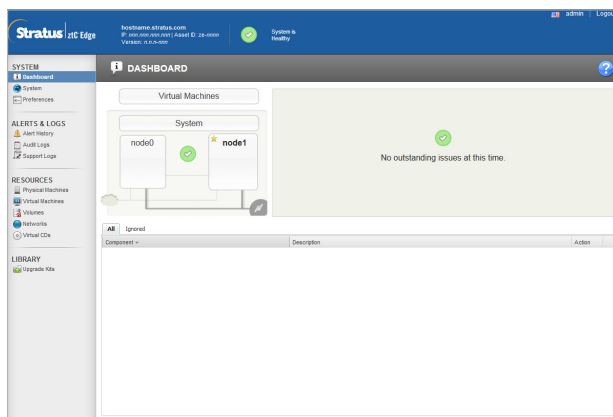 admin | Logou
Stratus ztC Edge
hostname.stratus.com
IP: nnn.nnn.nnn.nnn | Asset ID: ze-nnnn
Version: n.n.n-nnn
System is
Healthy
SYSTEM
Dashboard
System
Preferences
ALERTS & LOGS
Alert History
Audit Logs
Support Logs
RESOURCES
Physical Machines
Virtual Machines
Volumes
Networks
Virtual CDs
LIBRARY
Upgrade Kits
DASHBOARD
?
Virtual Machines
System
node0
node1
No outstanding issues at this time.
All Ignored
Component Description Action